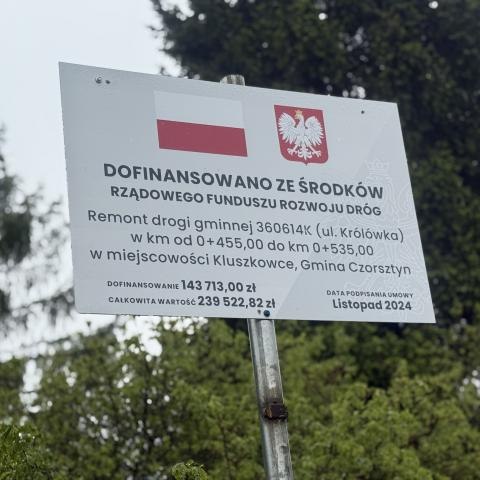 DOFINANSOWANO ZE ŚRODKÓW
RZĄDOWEGO FUNDUSZU ROZWOJU DRÓG
Remont drogi gminnej 360614K (ul. Królówka)
w km od 0+455,00 do km 0+535,00
w miejscowości Kluszkowce, Gmina Czorsztyn
DOFINANSOWANIE 143 713,00 zł
CAŁKOWITA WARTOŚĆ 239 522,82 zł
DATA PODPISANIA UMOWY
Listopad 2024